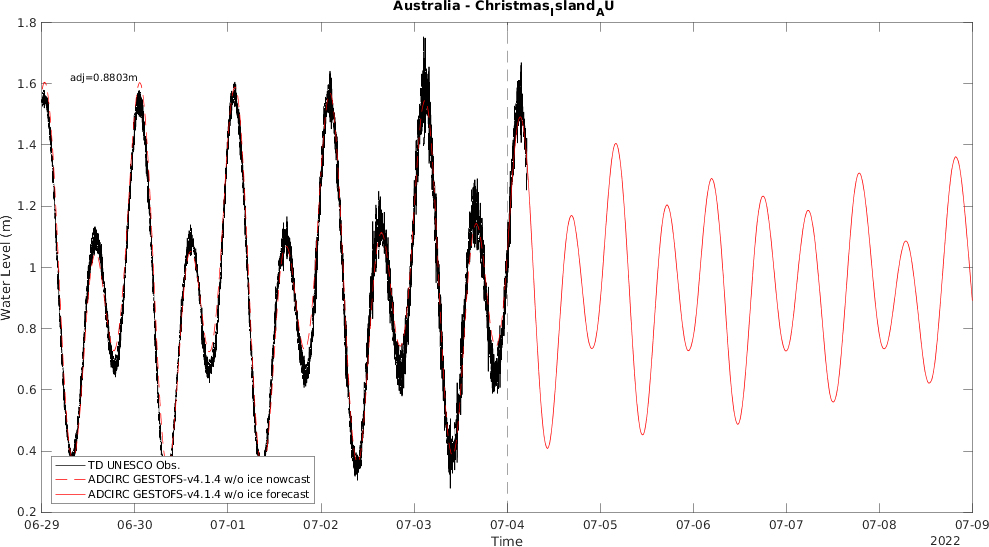 Australia - Christmas_Island_AU
1.8
1.6
1.4
1.2
1
0.8
0.6
0.4
0.2
Water Level (m)
adj=0.8803m
TD UNESCO Obs.
ADCIRC GESTOFS-v4.1.4 w/o ice nowcast
ADCIRC GESTOFS-v4.1.4 w/o ice forecast
06-29 06-30 07-01 07-02 07-03 07-04 07-05 07-06 07-07 07-08 07-09
Time
2022